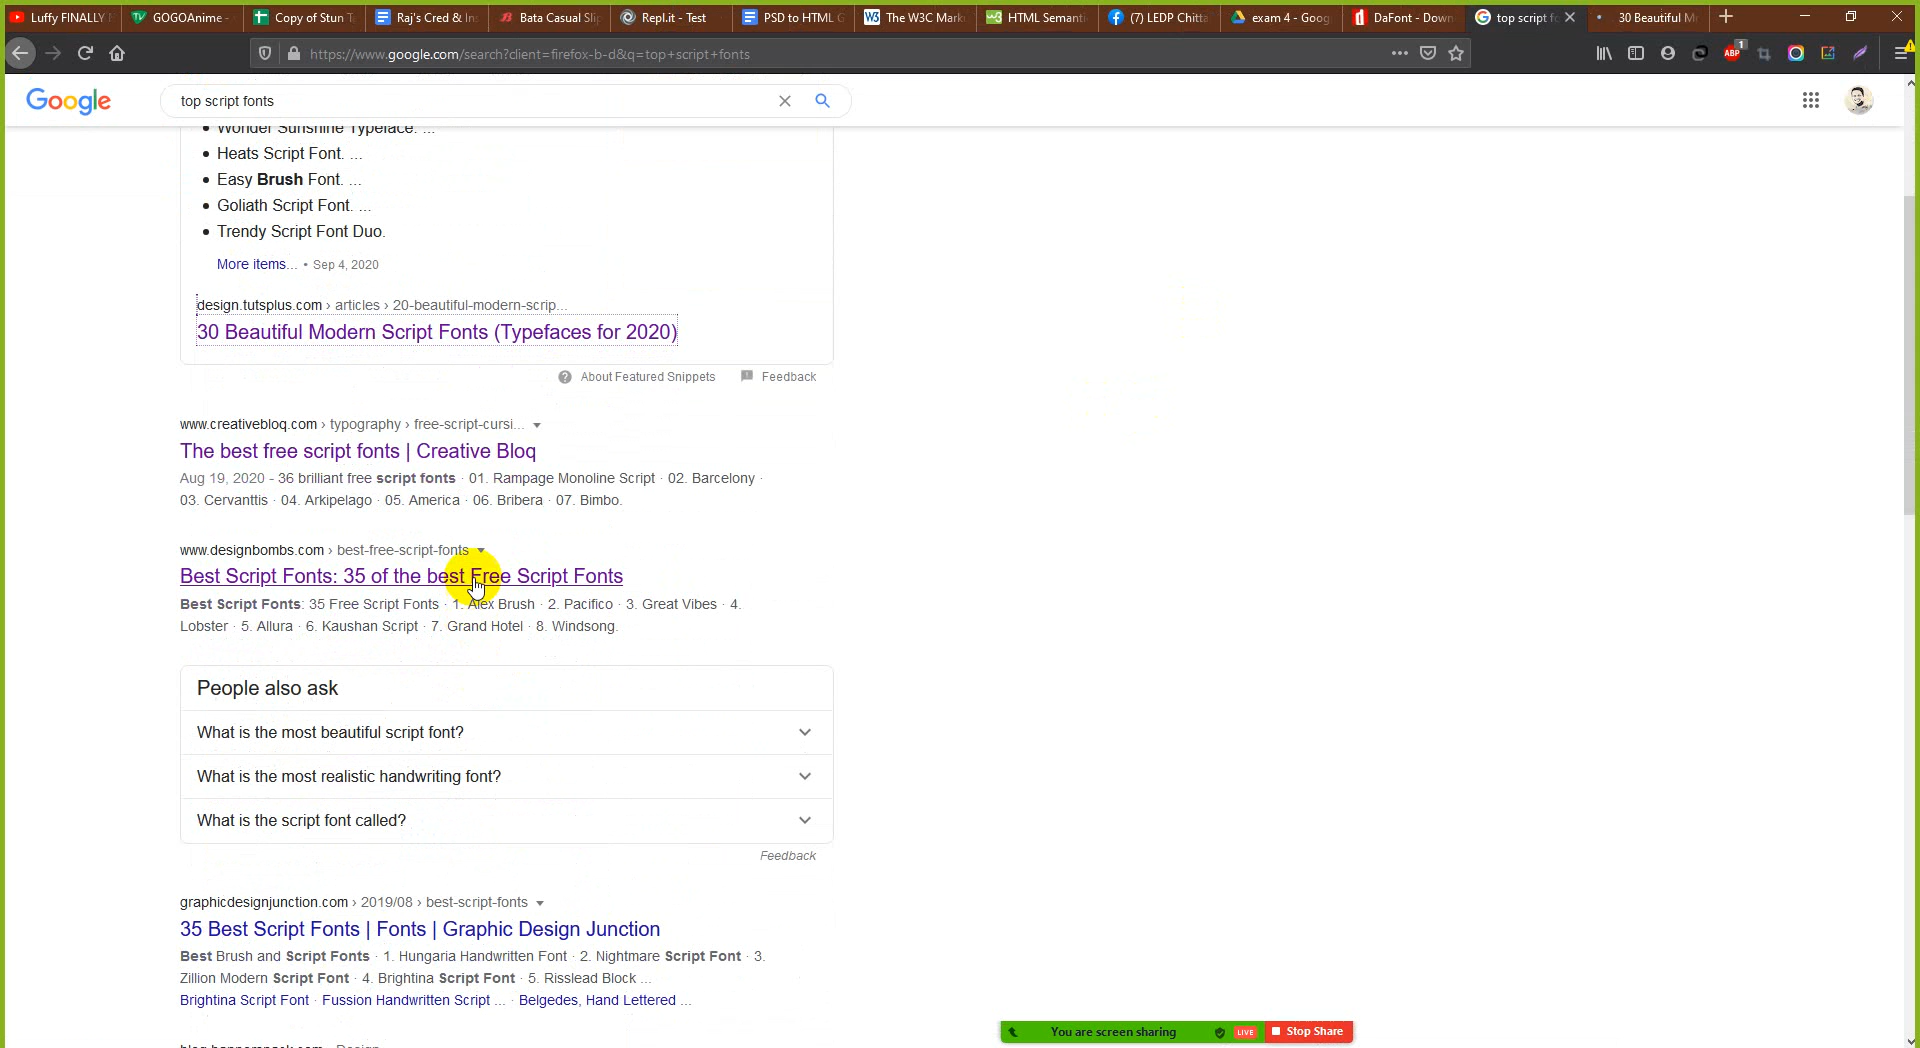 Luffy FINALLY
GOGOAnime -
Copy of Stun T
Raj's Cred & In
Bata Casual Slip
Repl.it - Test
PSD to HTML G
The W3C Mark
HTML Semanti
(7) LEDP Chitta
exam 4 - Goog
DaFont - Down
top script f
30 Beautiful M
https://www.google.com/search?client=firefox-b-d&q=top+script+fonts
ABP
1
Google
top script fonts
Wonder Sunshine Typeface. ...
Heats Script Font. ...
Easy Brush Font. ...
Goliath Script Font. ...
Trendy Script Font Duo.
More items... • Sep 4, 2020
design.tutsplus.com › articles › 20-beautiful-modern-scrip...
30 Beautiful Modern Script Fonts (Typefaces for 2020)
About Featured Snippets
Feedback
www.creativebloq.com › typography › free-script-cursi...
The best free script fonts | Creative Bloq
Aug 19, 2020 - 36 brilliant free script fonts · 01. Rampage Monoline Script · 02. Barcelony ·
03. Cervanttis · 04. Arkipelago · 05. America · 06. Bribera · 07. Bimbo.
www.designbombs.com › best-free-script-fonts
Best Script Fonts: 35 of the best Free Script Fonts
Best Script Fonts: 35 Free Script Fonts · 1. Alex Brush · 2. Pacifico · 3. Great Vibes · 4.
Lobster · 5. Allura · 6. Kaushan Script · 7. Grand Hotel · 8. Windsong.
People also ask
What is the most beautiful script font?
What is the most realistic handwriting font?
What is the script font called?
Feedback
graphicdesignjunction.com › 2019/08 › best-script-fonts
35 Best Script Fonts | Fonts | Graphic Design Junction
Best Brush and Script Fonts · 1. Hungaria Handwritten Font · 2. Nightmare Script Font · 3.
Zillion Modern Script Font · 4. Brightina Script Font · 5. Risslead Block ...
Brightina Script Font · Fussion Handwritten Script ... · Belgedes, Hand Lettered ...
You are screen sharing
LIVE
Stop Share